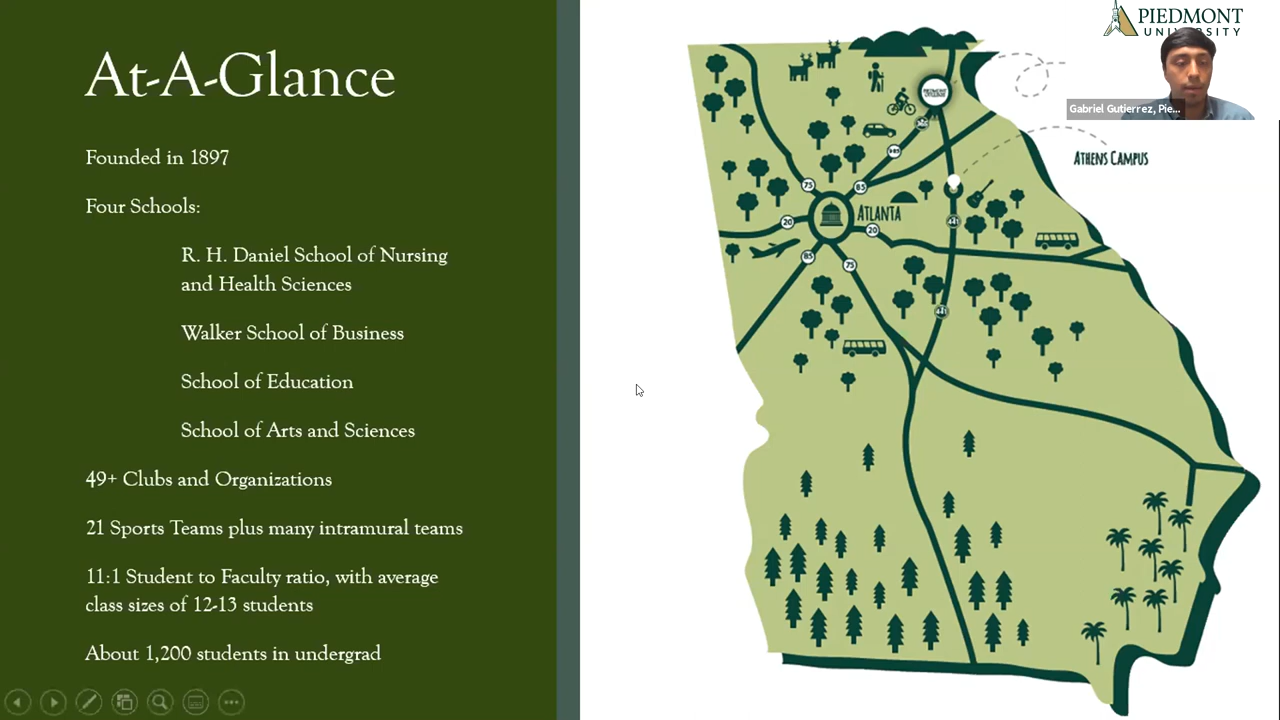 At-A-Glance
Founded in 1897
Four Schools:
R. H. Daniel School of Nursing
and Health Sciences
Walker School of Business
School of Education
School of Arts and Sciences
49+ Clubs and Organizations
21 Sports Teams plus many intramural teams
11:1 Student to Faculty ratio, with average
class sizes of 12-13 students
About 1,200 students in undergrad
PIEDMONT
UNIVERSITY
Gabriel Gutierrez, Pie...
ATHENS CAMPUS
985
75
85
ATLANTA
20
20
441
85
75
441